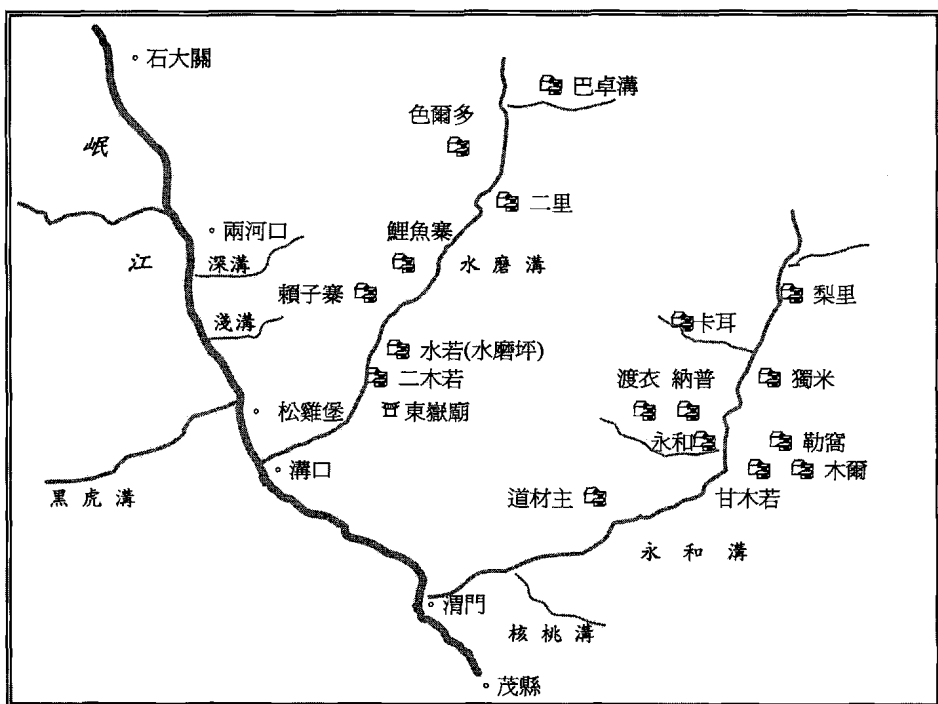 石大關
巴卓溝
色爾多
岷江
二里
兩河口
鯉魚寨
深溝
水磨溝
賴子寨
梨里
淺溝
卡耳
水若(水磨坪)
二木若
渡衣 納普
獨米
松雞堡
東嶽廟
永和
勒窩
溝口
木爾
黑虎溝
道材主
甘木若
永和溝
渭門
核桃溝
茂縣